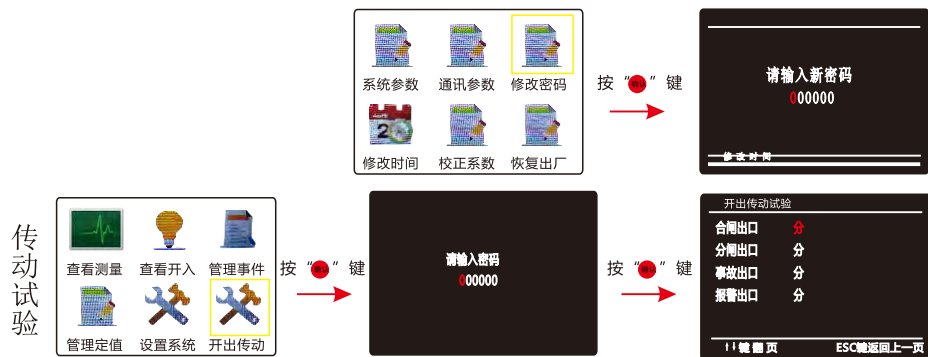 系统参数 通讯参数 修改密码
修改时间 校正系数 恢复出厂
按“确认”键
请输入新密码
000000
修改时间
传动试验
查看测量 查看开入 管理事件
管理定值 设置系统 开出传动
按“确认”键
请输入密码
000000
按“确认”键
开出传动试验
合闸出口 分
分闸出口 分
事故出口 分
报警出口 分
↑↓键翻页 ESC键返回上一页